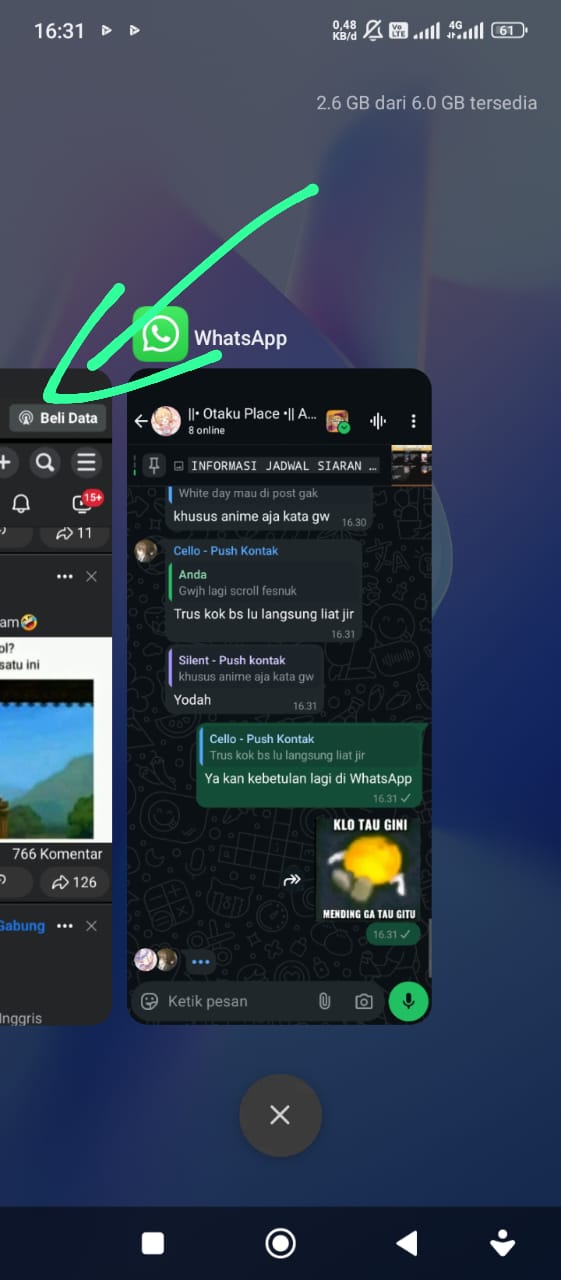 16:31
0,48
KB/d
Vo
LTE
4G
61
2.6 GB dari 6.0 GB tersedia
WhatsApp
Beli Data
15+
11
am🤣
ol?
satu ini
766 Komentar
126
Gabung
Inggris
||• Otaku Place •|| A...
8 online
INFORMASI JADWAL SIARAN ...
White day mau di post gak
khusus anime aja kata gw
16.30
Cello - Push Kontak
Anda
Gwjh lagi scroll fesnuk
Trus kok bs lu langsung liat jir
16.31
Silent - Push kontak
khusus anime aja kata gw
Yodah
16.31
Cello - Push Kontak
Trus kok bs lu langsung liat jir
Ya kan kebetulan lagi di WhatsApp
16.31
KLO TAU GINI
MENDING GA TAU GITU
16.31
Ketik pesan